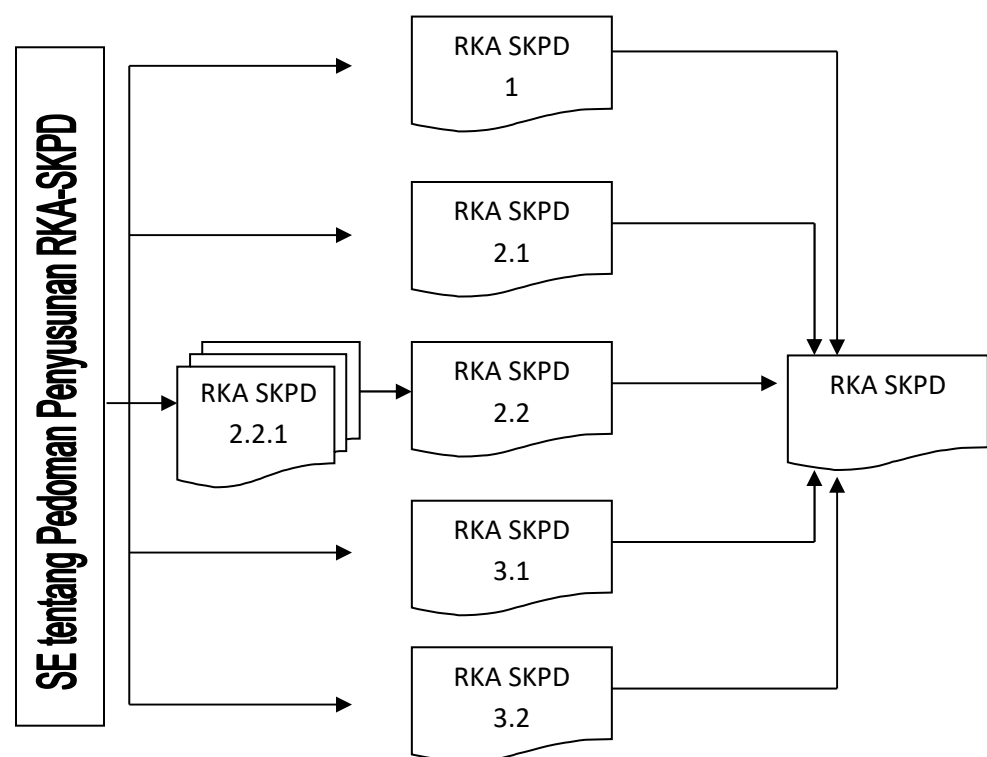 SE tentang Pedoman Penyusunan RKA-SKPD
RKA SKPD
1
RKA SKPD
2.1
RKA SKPD
2.2.1
RKA SKPD
2.2
RKA SKPD
RKA SKPD
3.1
RKA SKPD
3.2